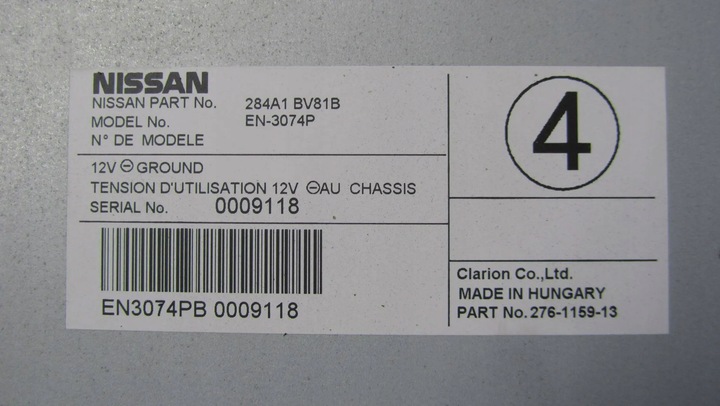 NISSAN
NISSAN PART No. 284A1 BV81B
MODEL No. EN-3074P
N° DE MODELE
12V ⊖ GROUND
TENSION D'UTILISATION 12V ⊖AU CHASSIS
SERIAL No. 0009118
EN3074PB 0009118
4
Clarion Co.,Ltd.
MADE IN HUNGARY
PART No. 276-1159-13